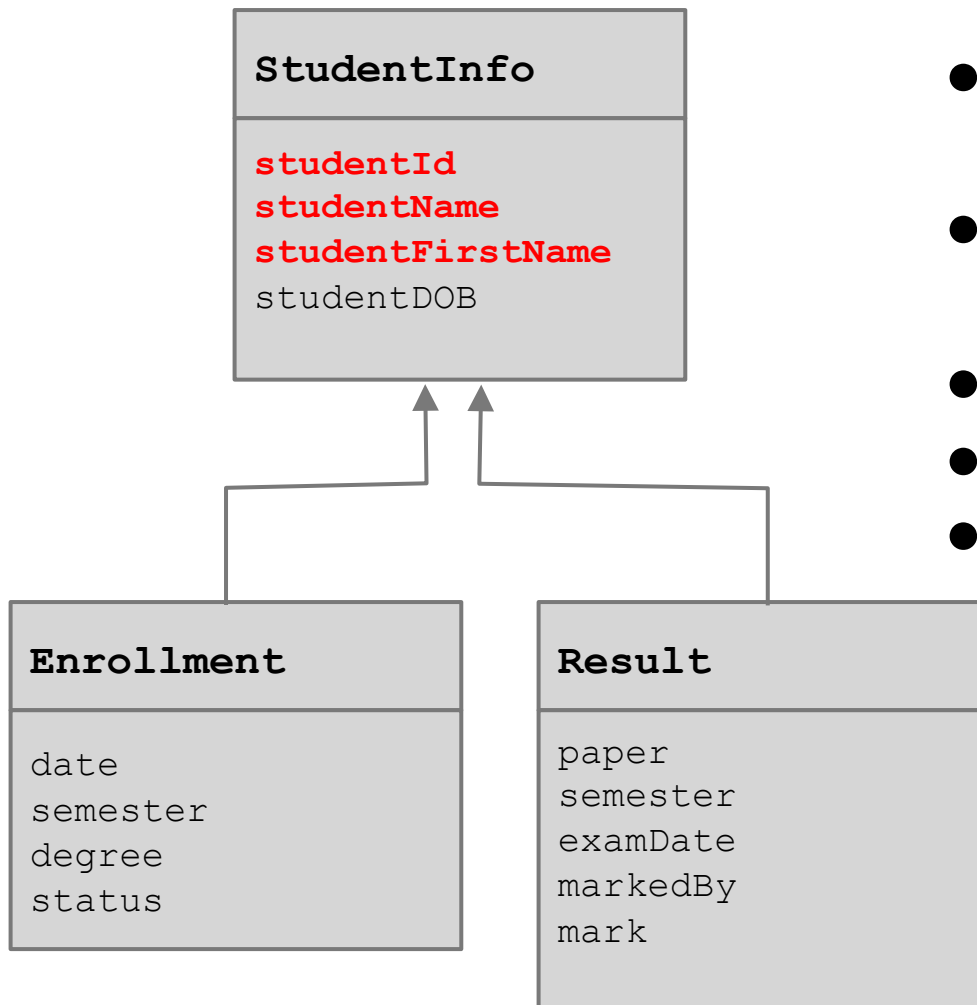 StudentInfo
studentId
studentName
studentFirstName
studentDOB
Enrollment
date
semester
degree
status
Result
paper
semester
examDate
markedBy
mark